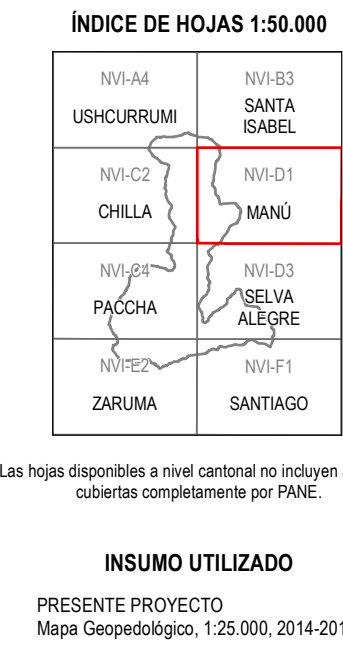 ÍNDICE DE HOJAS 1:50.000
NVI-A4
NVI-B3
USHCURRUMI
SANTA
ISABEL
NVI-C2
NVI-D1
CHILLA
MANÚ
NVI-C4
NVI-D3
PACCHA
SELVA
ALEGRE
NVI-E2
NVI-F1
ZARUMA
SANTIAGO
Las hojas disponibles a nivel cantonal no incluyen
cubiertas completamente por PANE.
INSUMO UTILIZADO
PRESENTE PROYECTO
Mapa Geopedológico, 1:25.000, 2014-201